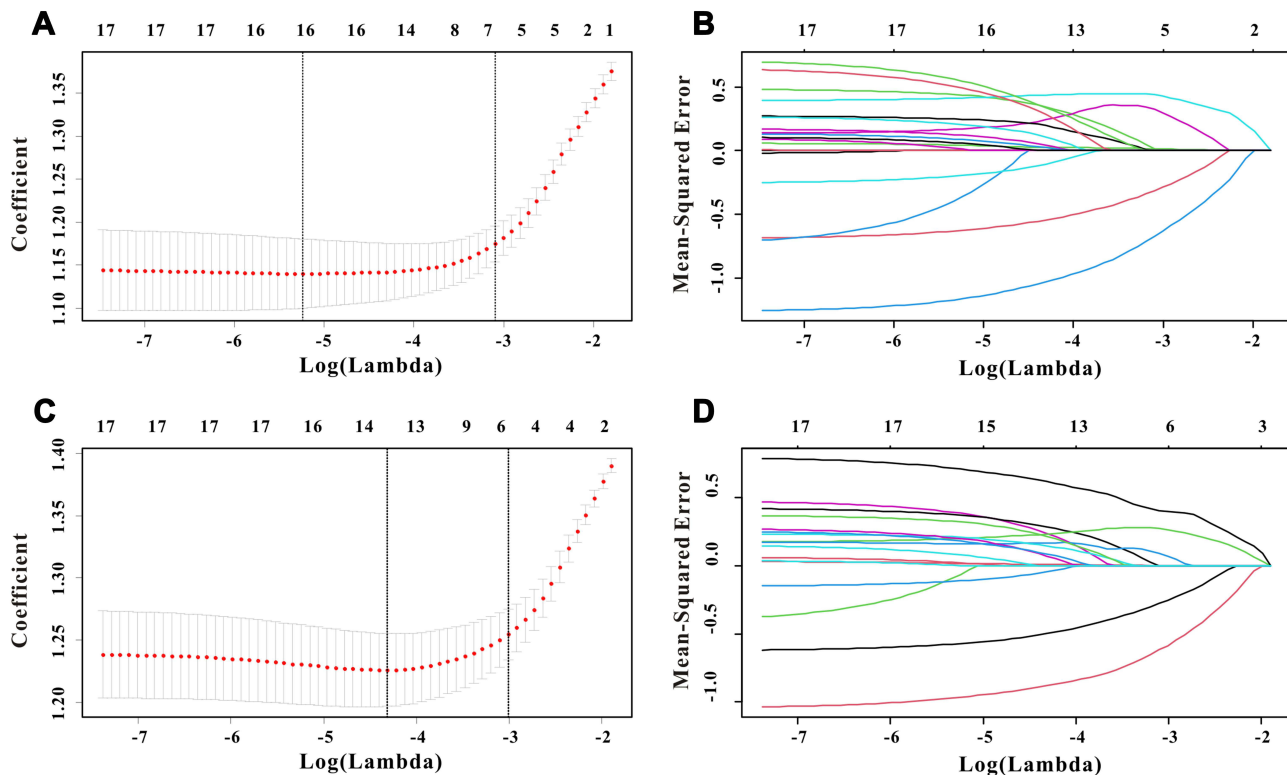 A
17 17 17 16 16 16 14 8 7 5 5 2 1
Coefficient
1.35
1.30
1.25
1.20
1.15
1.10
-7 -6 -5 -4 -3 -2
Log(Lambda)
B
17 17 16 13 5 2
Mean-Squared Error
0.5
0.0
-0.5
-1.0
-7 -6 -5 -4 -3 -2
Log(Lambda)
C
17 17 17 17 16 14 13 9 6 4 4 2
Coefficient
1.40
1.35
1.30
1.25
1.20
-7 -6 -5 -4 -3 -2
Log(Lambda)
D
17 17 15 13 6 3
Mean-Squared Error
0.5
0.0
-0.5
-1.0
-7 -6 -5 -4 -3 -2
Log(Lambda)